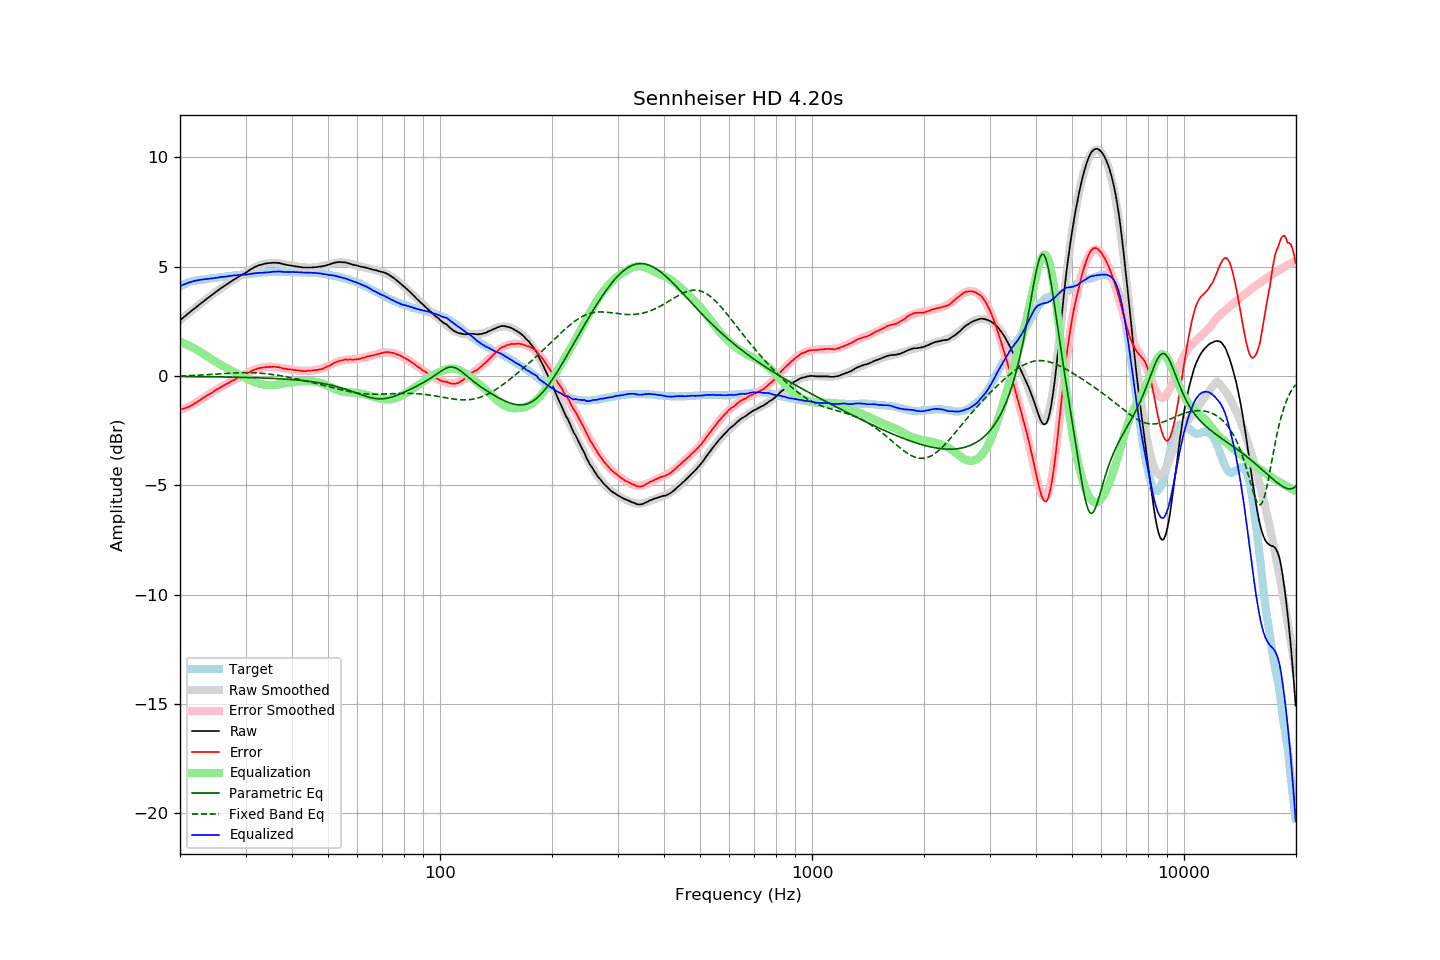 Sennheiser HD 4.20s
10
5
0
−5
−10
−15
−20
Amplitude (dBr)
Target
Raw Smoothed
Error Smoothed
Raw
Error
Equalization
Parametric Eq
Fixed Band Eq
Equalized
100 1000 10000
Frequency (Hz)